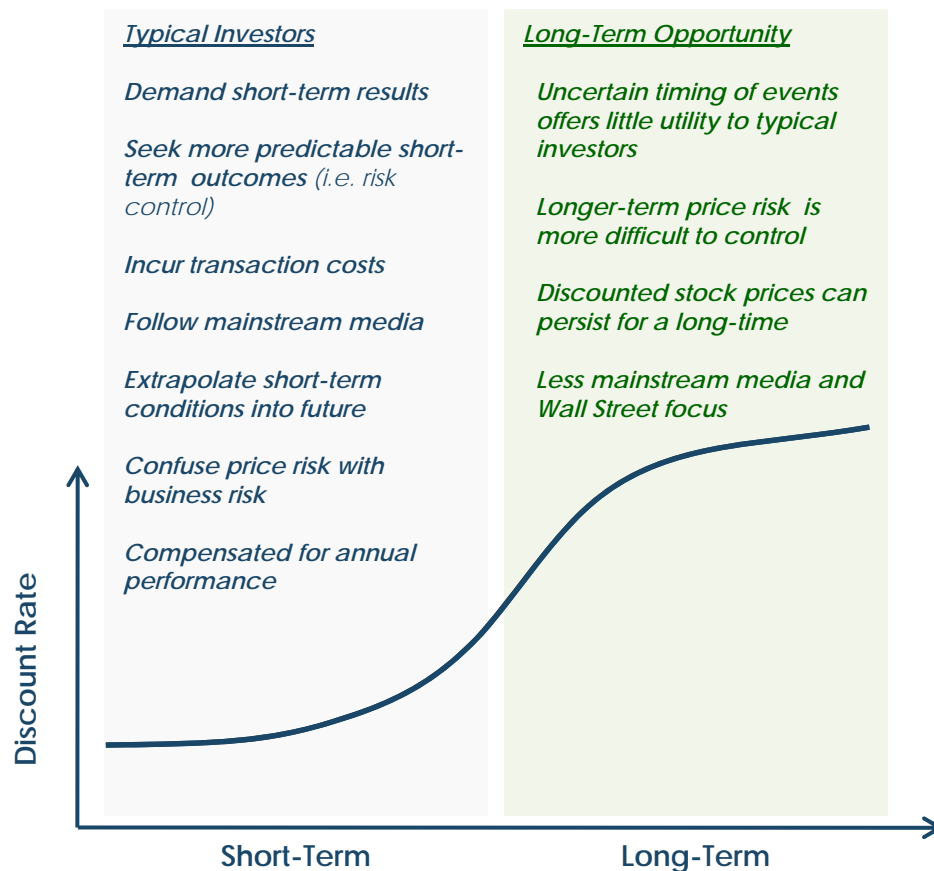 Typical Investors
Demand short-term results
Seek more predictable short-
term outcomes (i.e. risk
control)
Incur transaction costs
Follow mainstream media
Extrapolate short-term
conditions into future
Confuse price risk with
business risk
Compensated for annual
performance
Long-Term Opportunity
Uncertain timing of events
offers little utility to typical
investors
Longer-term price risk is
more difficult to control
Discounted stock prices can
persist for a long-time
Less mainstream media and
Wall Street focus
Discount Rate
Short-Term
Long-Term